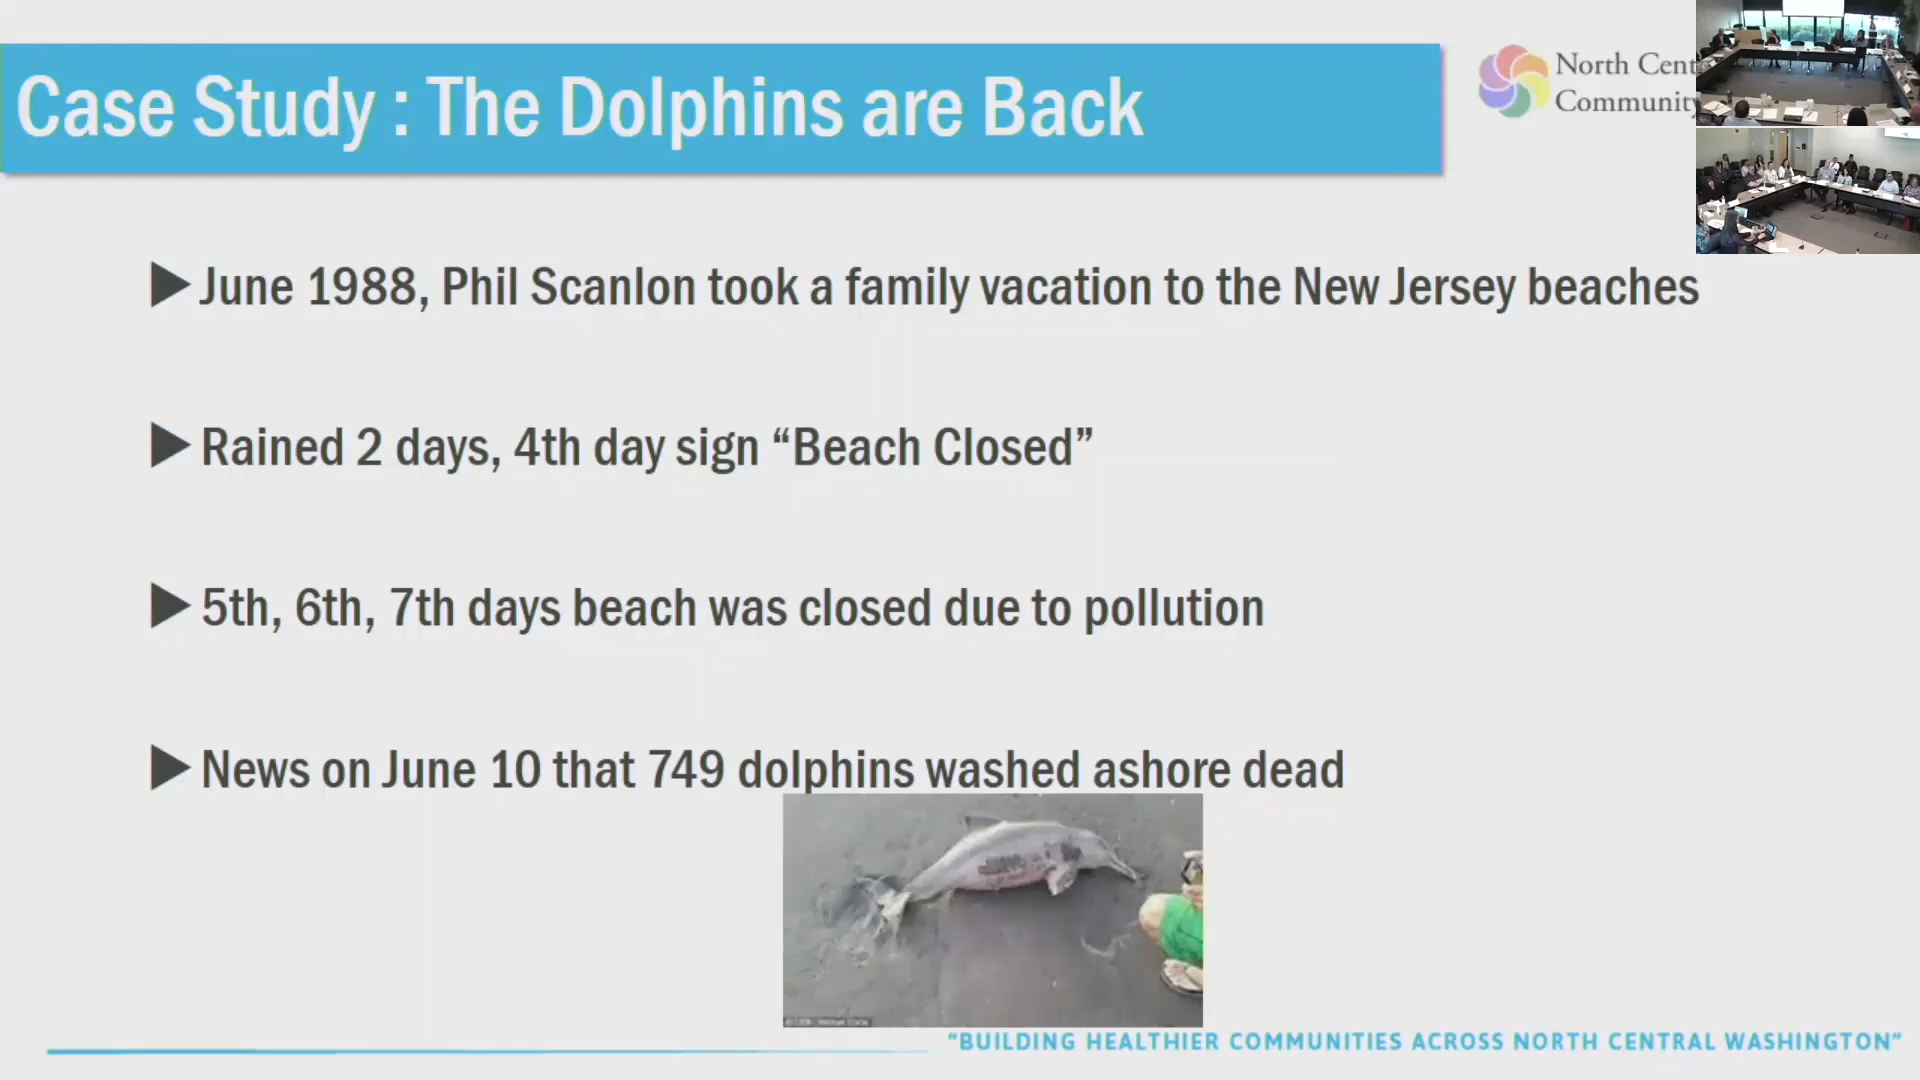 Case Study : The Dolphins are Back
North Cent
Community
June 1988, Phil Scanlon took a family vacation to the New Jersey beaches
Rained 2 days, 4th day sign “Beach Closed”
5th, 6th, 7th days beach was closed due to pollution
News on June 10 that 749 dolphins washed ashore dead
“BUILDING HEALTHIER COMMUNITIES ACROSS NORTH CENTRAL WASHINGTON”